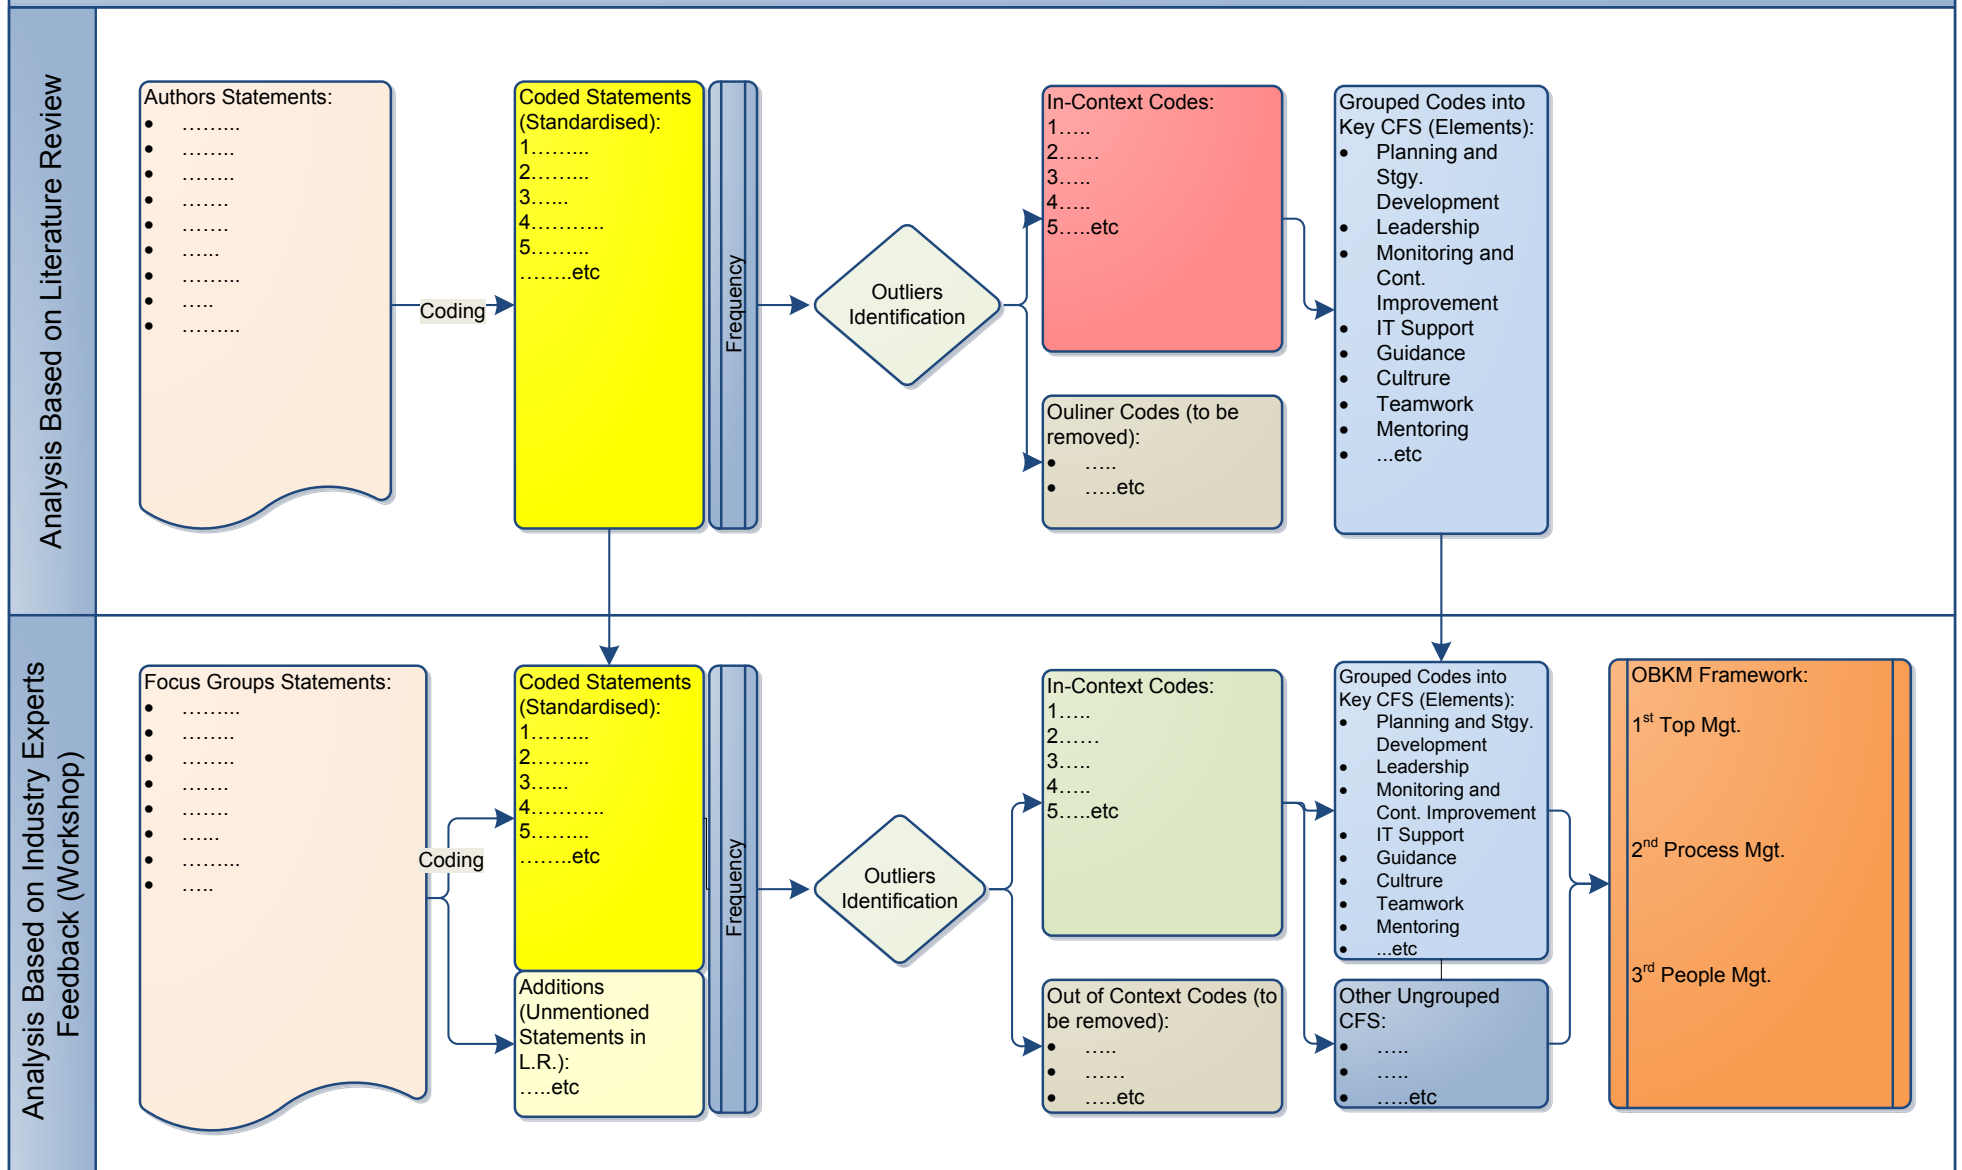 Analysis Based on Literature Review
Authors Statements:
• ………
• ……..
• ……..
• …….
• …….
• …...
• ……...
• …..
• ……...
Coding
Coded Statements
(Standardised):
1……...
2……...
3…...
4………..
5……...
……..etc
Frequency
Outliers
Identification
In-Context Codes:
1…..
2……
3…..
4…..
5…..etc
Ouliner Codes (to be
removed):
• …..
• …..etc
Grouped Codes into
Key CFS (Elements):
• Planning and
Stgy.
Development
• Leadership
• Monitoring and
Cont.
Improvement
• IT Support
• Guidance
• Cultrure
• Teamwork
• Mentoring
• ...etc
Analysis Based on Industry Experts
Feedback (Workshop)
Focus Groups Statements:
• ……...
• ……..
• ……..
• …….
• …….
• …...
• ……...
• …..
Coding
Coded Statements
(Standardised):
1……...
2……...
3…...
4………..
5……...
……..etc
Additions
(Unmentioned
Statements in
L.R.):
…..etc
Frequency
Outliers
Identification
In-Context Codes:
1…..
2……
3…..
4…..
5…..etc
Out of Context Codes (to
be removed):
• …..
• ……
• …..etc
Grouped Codes into
Key CFS (Elements):
• Planning and Stgy.
Development
• Leadership
• Monitoring and
Cont. Improvement
• IT Support
• Guidance
• Cultrure
• Teamwork
• Mentoring
• ...etc
Other Ungrouped
CFS:
• …..
• …..
• …..etc
OBKM Framework:
1st Top Mgt.
2nd Process Mgt.
3rd People Mgt.